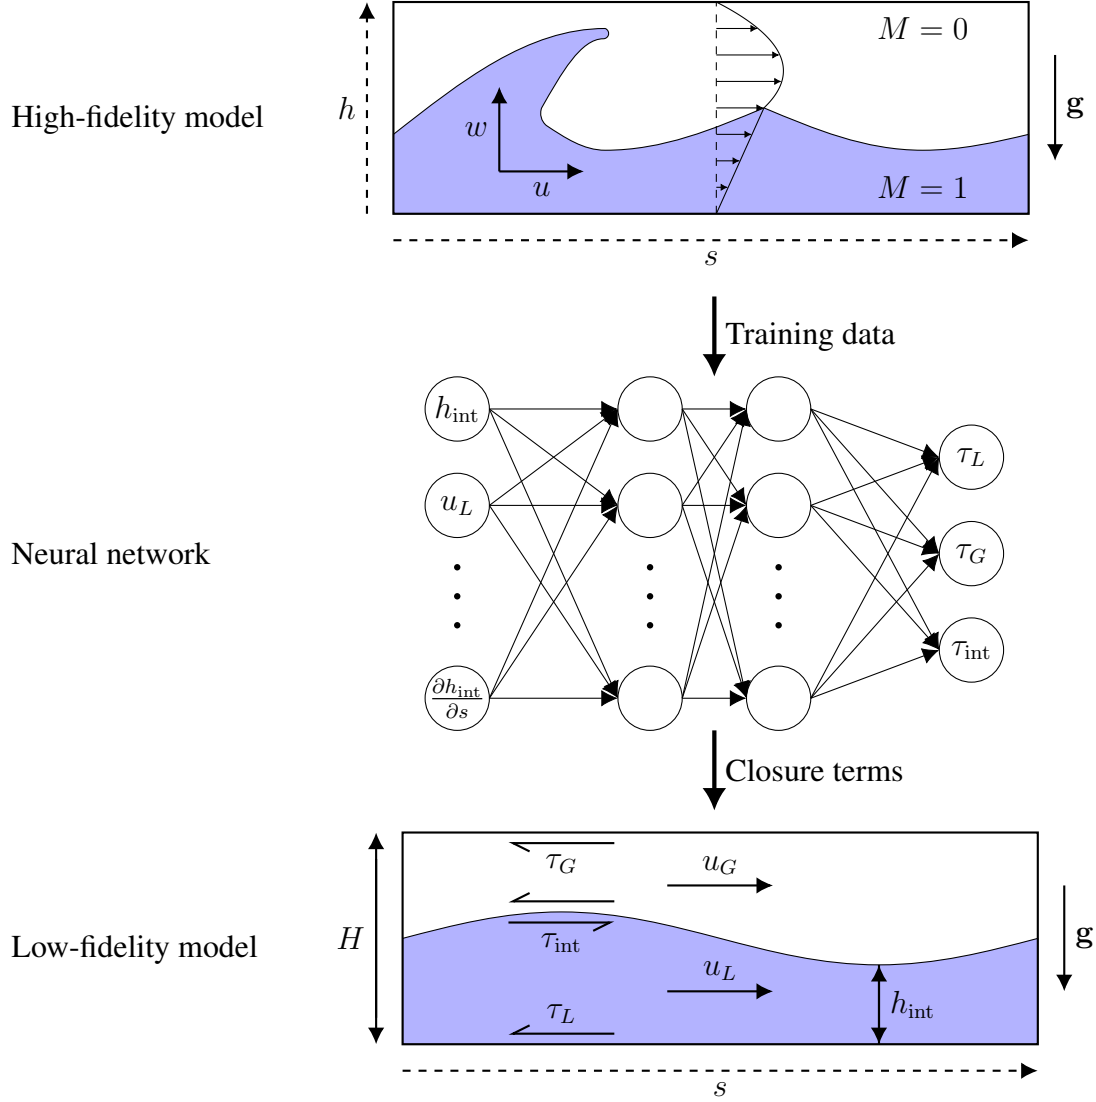 High-fidelity model
h
w
u
M = 0
M = 1
g
s
Training data
Neural network
h_int
u_L
∂h_int/∂s
τ_L
τ_G
τ_int
Closure terms
Low-fidelity model
H
τ_G
u_G
τ_int
u_L
τ_L
h_int
g
s